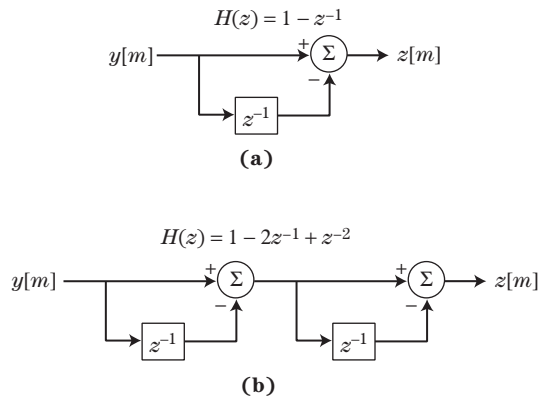 H(z) = 1 − z⁻¹
y[m] + Σ z[m]
−
z⁻¹
(a)
H(z) = 1 − 2z⁻¹ + z⁻²
y[m] + Σ + Σ z[m]
− −
z⁻¹ z⁻¹
(b)